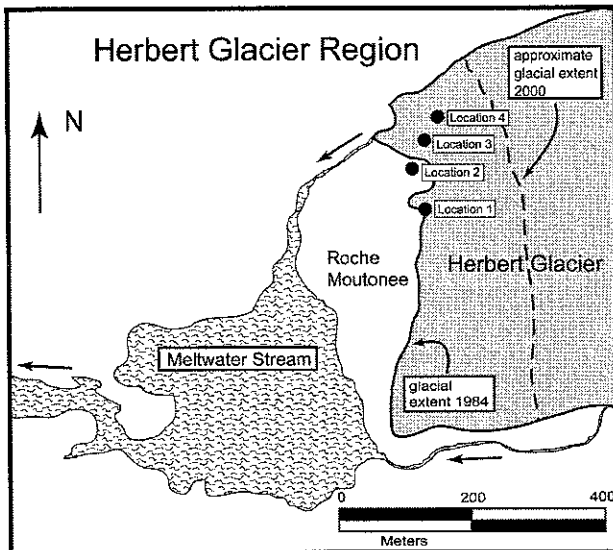 Herbert Glacier Region
approximate
glacial extent
2000
N
Location 4
Location 3
Location 2
Location 1
Roche
Moutonee
Herbert Glacier
Meltwater Stream
glacial
extent 1984
0 200 400
Meters